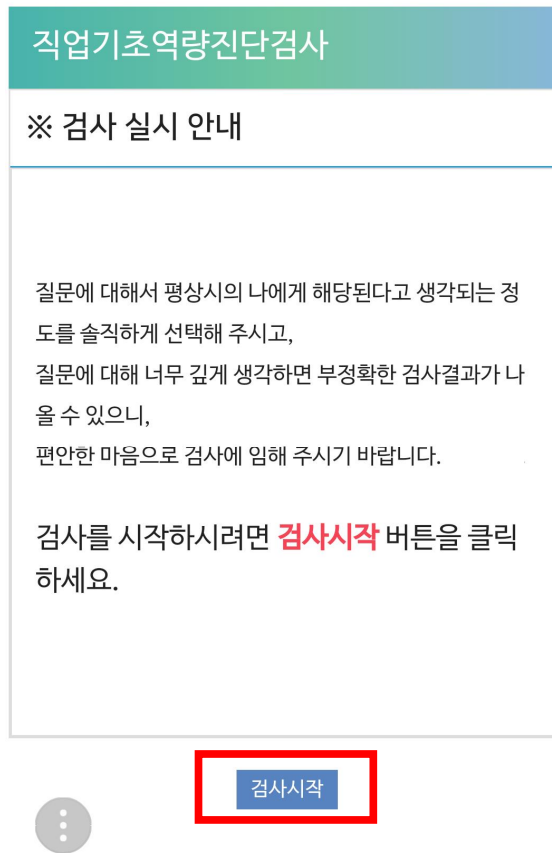 직업기초역량진단검사
※ 검사 실시 안내
질문에 대해서 평상시의 나에게 해당된다고 생각되는 정
도를 솔직하게 선택해 주시고,
질문에 대해 너무 깊게 생각하면 부정확한 검사결과가 나
올 수 있으니,
편안한 마음으로 검사에 임해 주시기 바랍니다.
검사를 시작하시려면 검사시작 버튼을 클릭
하세요.
검사시작